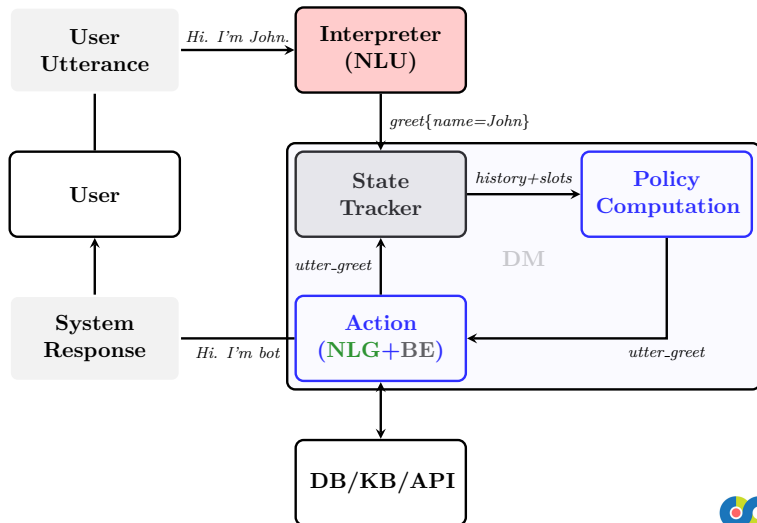 User
Utterance
Hi. I'm John.
Interpreter
(NLU)
greet{name=John}
User
State
Tracker
history+slots
Policy
Computation
DM
utter_greet
System
Response
Hi. I'm bot
Action
(NLG+BE)
utter_greet
DB/KB/API